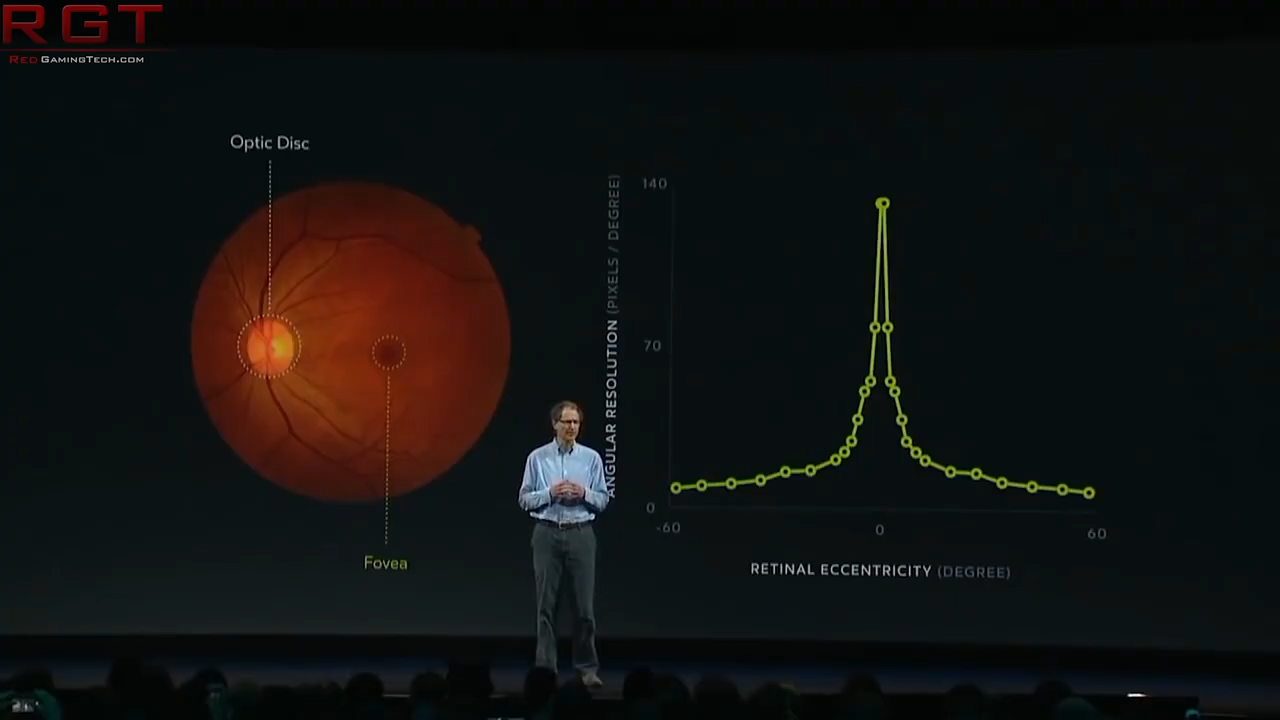 RGT
RedGamingTech.com
Optic Disc
Fovea
ANGULAR RESOLUTION (PIXELS / DEGREE)
140
70
0
-60
0
60
RETINAL ECCENTRICITY (DEGREE)